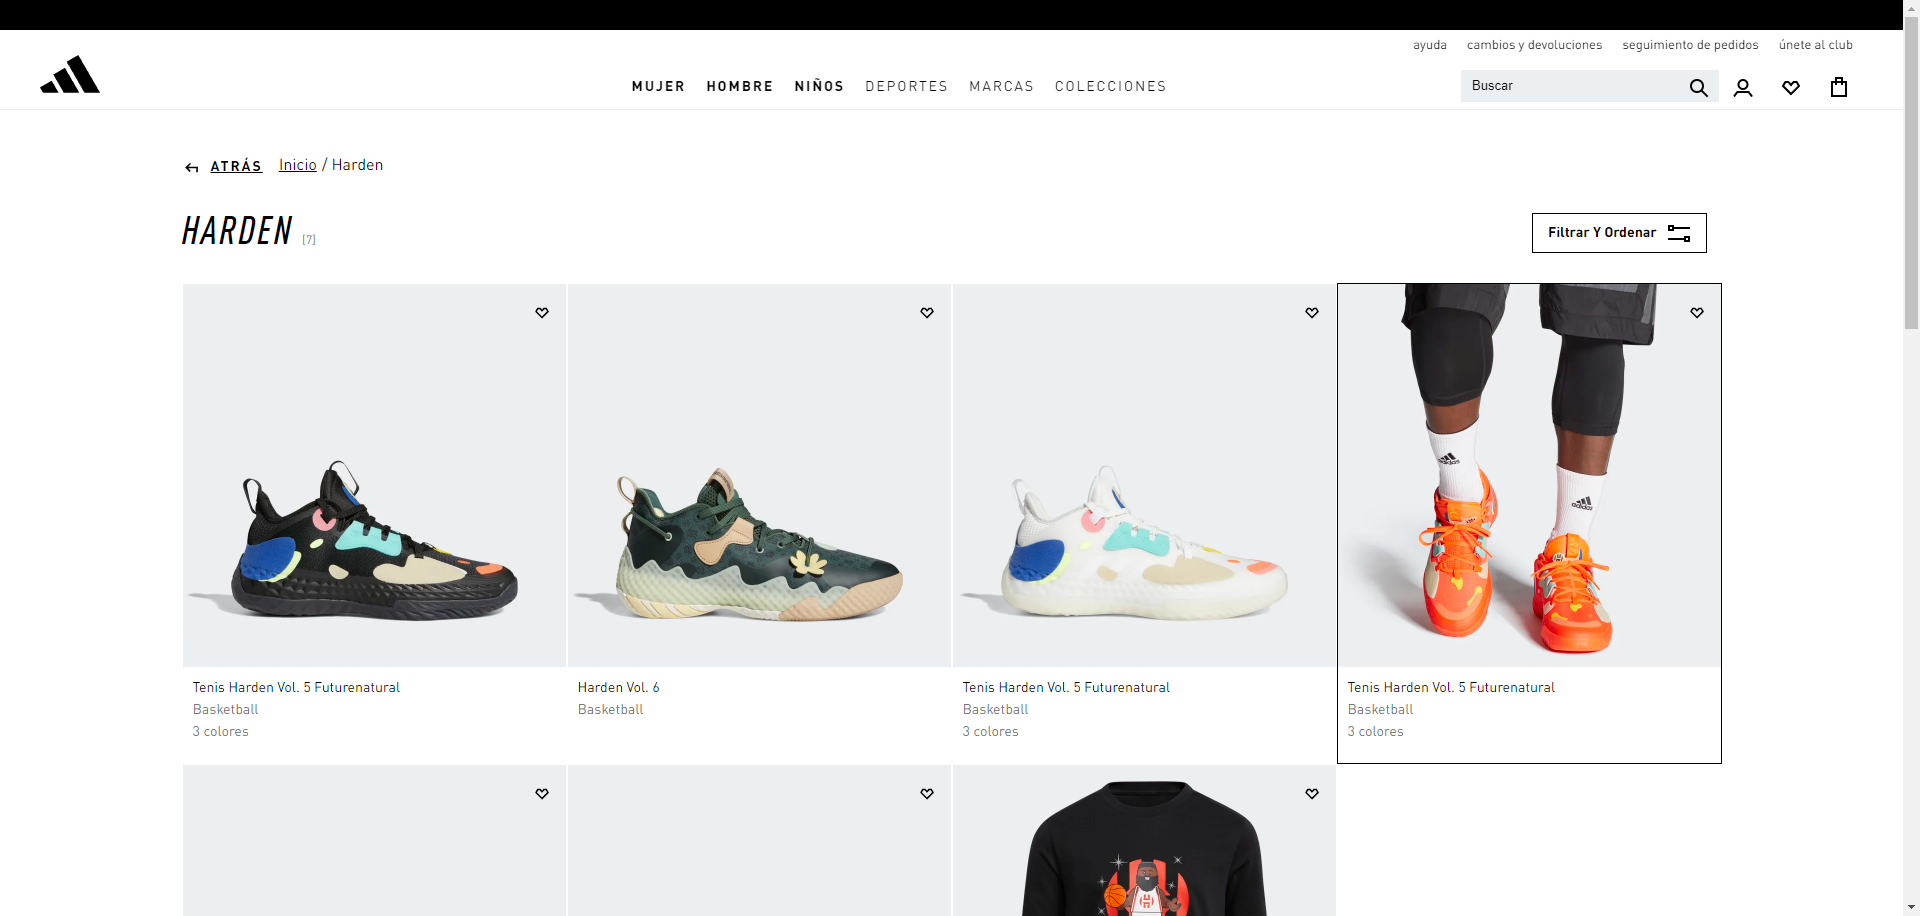 ayuda cambios y devoluciones seguimiento de pedidos únete al club
MUJER HOMBRE NIÑOS DEPORTES MARCAS COLECCIONES
Buscar
ATRÁS Inicio / Harden
HARDEN [7]
Filtrar Y Ordenar
adidas
adidas
Tenis Harden Vol. 5 Futurenatural
Basketball
3 colores
Harden Vol. 6
Basketball
Tenis Harden Vol. 5 Futurenatural
Basketball
3 colores
Tenis Harden Vol. 5 Futurenatural
Basketball
3 colores